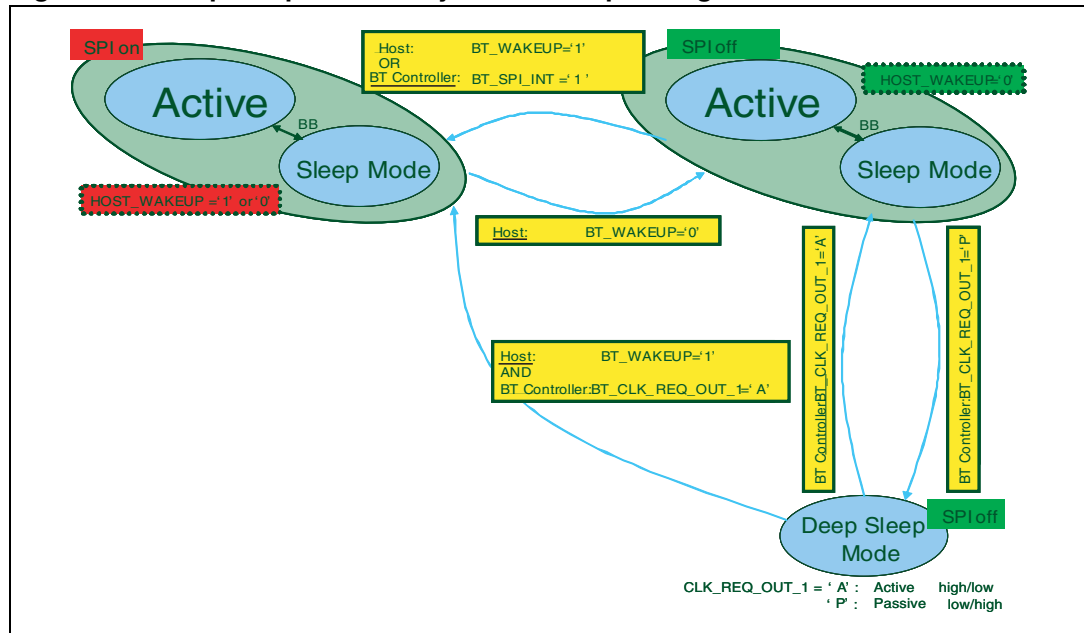 SPI on
Host: BT_WAKEUP=‘1’
OR
BT Controller: BT_SPI_INT =‘1’
SPI off
HOST_WAKEUP=‘0’
Active
BB
Sleep Mode
HOST_WAKEUP =‘1’ or ‘0’
Active
BB
Sleep Mode
Host: BT_WAKEUP=‘0’
BT Controller:BT_CLK_REQ_OUT_1=‘A’
BT Controller:BT_CLK_REQ_OUT_1=‘P’
Host: BT_WAKEUP=‘1’
AND
BT Controller:BT_CLK_REQ_OUT_1=‘ A’
Deep Sleep
Mode
SPI off
CLK_REQ_OUT_1 = ‘ A’ : Active high/low
‘ P’ : Passive low/high